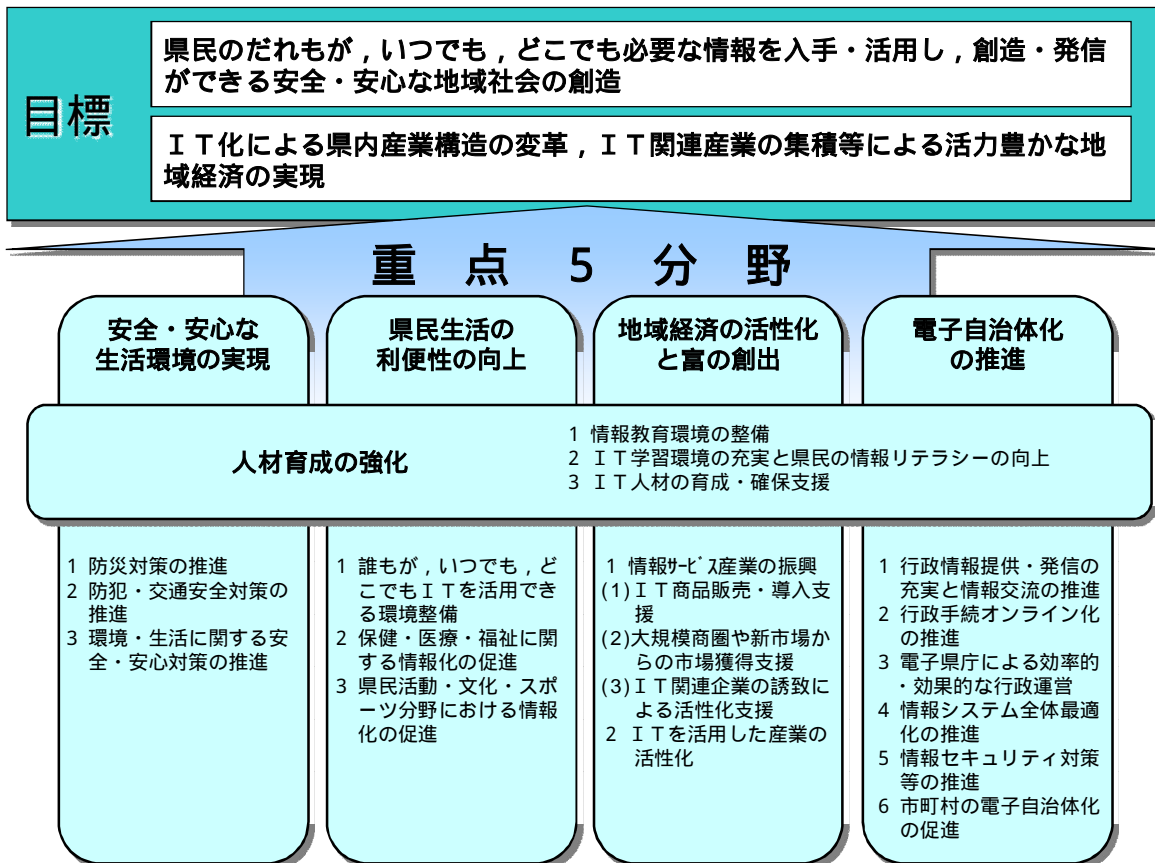 目標
県民のだれもが，いつでも，どこでも必要な情報を入手・活用し，創造・発信
ができる安全・安心な地域社会の創造
ＩＴ化による県内産業構造の変革，ＩＴ関連産業の集積等による活力豊かな地
域経済の実現
重 点 ５ 分 野
安全・安心な
生活環境の実現
県民生活の
利便性の向上
地域経済の活性化
と富の創出
電子自治体化
の推進
人材育成の強化
1 情報教育環境の整備
2 ＩＴ学習環境の充実と県民の情報リテラシーの向上
3 ＩＴ人材の育成・確保支援
1 防災対策の推進
2 防犯・交通安全対策の
推進
3 環境・生活に関する安
全・安心対策の推進
1 誰もが，いつでも，ど
こでもＩＴを活用でき
る環境整備
2 保健・医療・福祉に関
する情報化の促進
3 県民活動・文化・スポ
ーツ分野における情報
化の促進
1 情報ｻｰﾋﾞｽ産業の振興
(1)ＩＴ商品販売・導入支
援
(2)大規模商圏や新市場か
らの市場獲得支援
(3)ＩＴ関連企業の誘致に
よる活性化支援
2 ＩＴを活用した産業の
活性化
1 行政情報提供・発信の
充実と情報交流の推進
2 行政手続オンライン化
の推進
3 電子県庁による効率的
・効果的な行政運営
4 情報システム全体最適
化の推進
5 情報セキュリティ対策
等の推進
6 市町村の電子自治体化
の促進